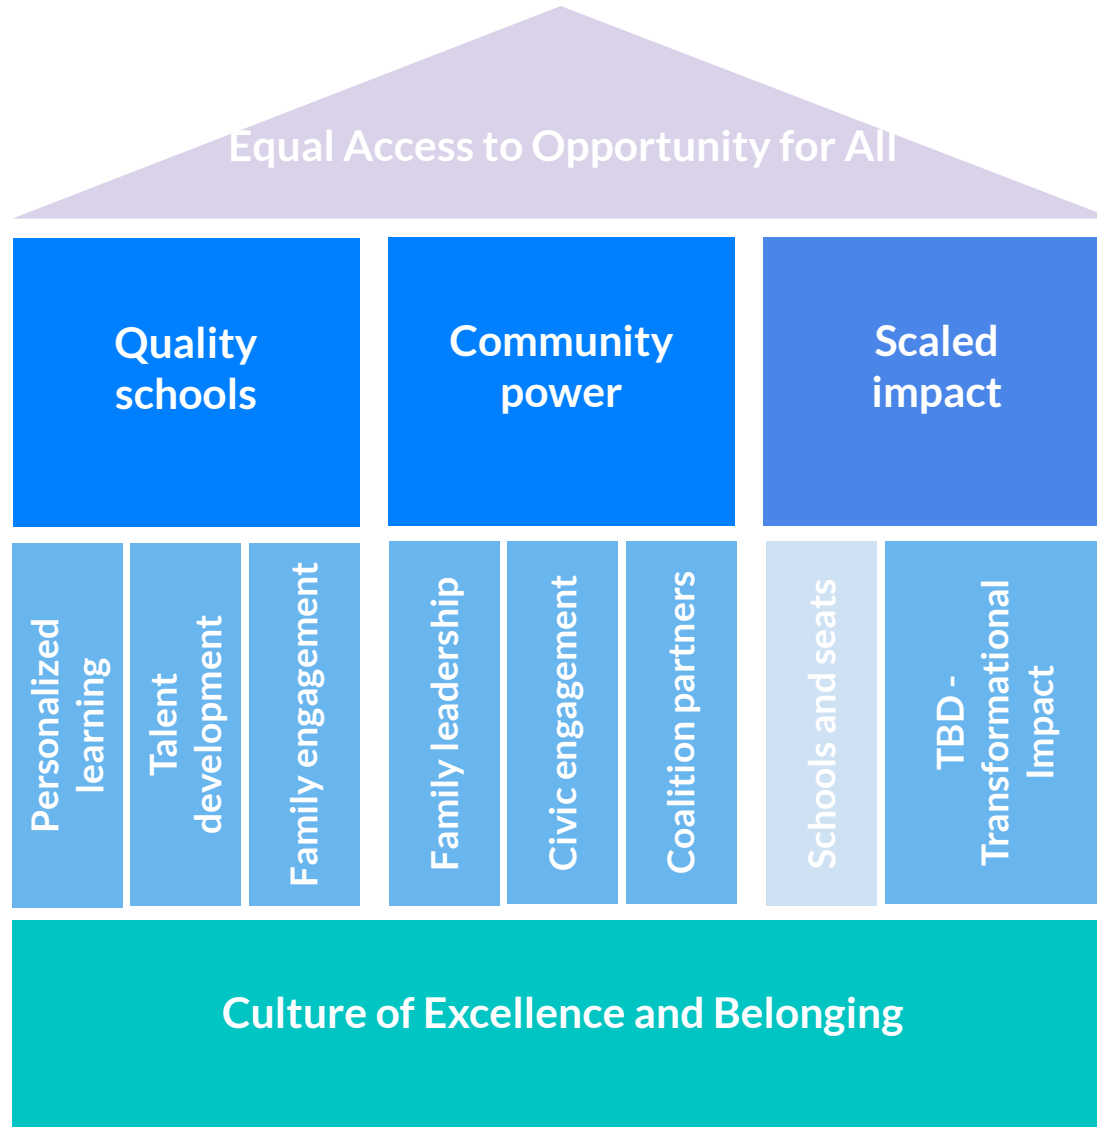 Equal Access to Opportunity for All
Quality
schools
Community
power
Scaled
impact
Personalized
learning
Talent
development
Family engagement
Family leadership
Civic engagement
Coalition partners
Schools and seats
TBD -
Transformational
Impact
Culture of Excellence and Belonging